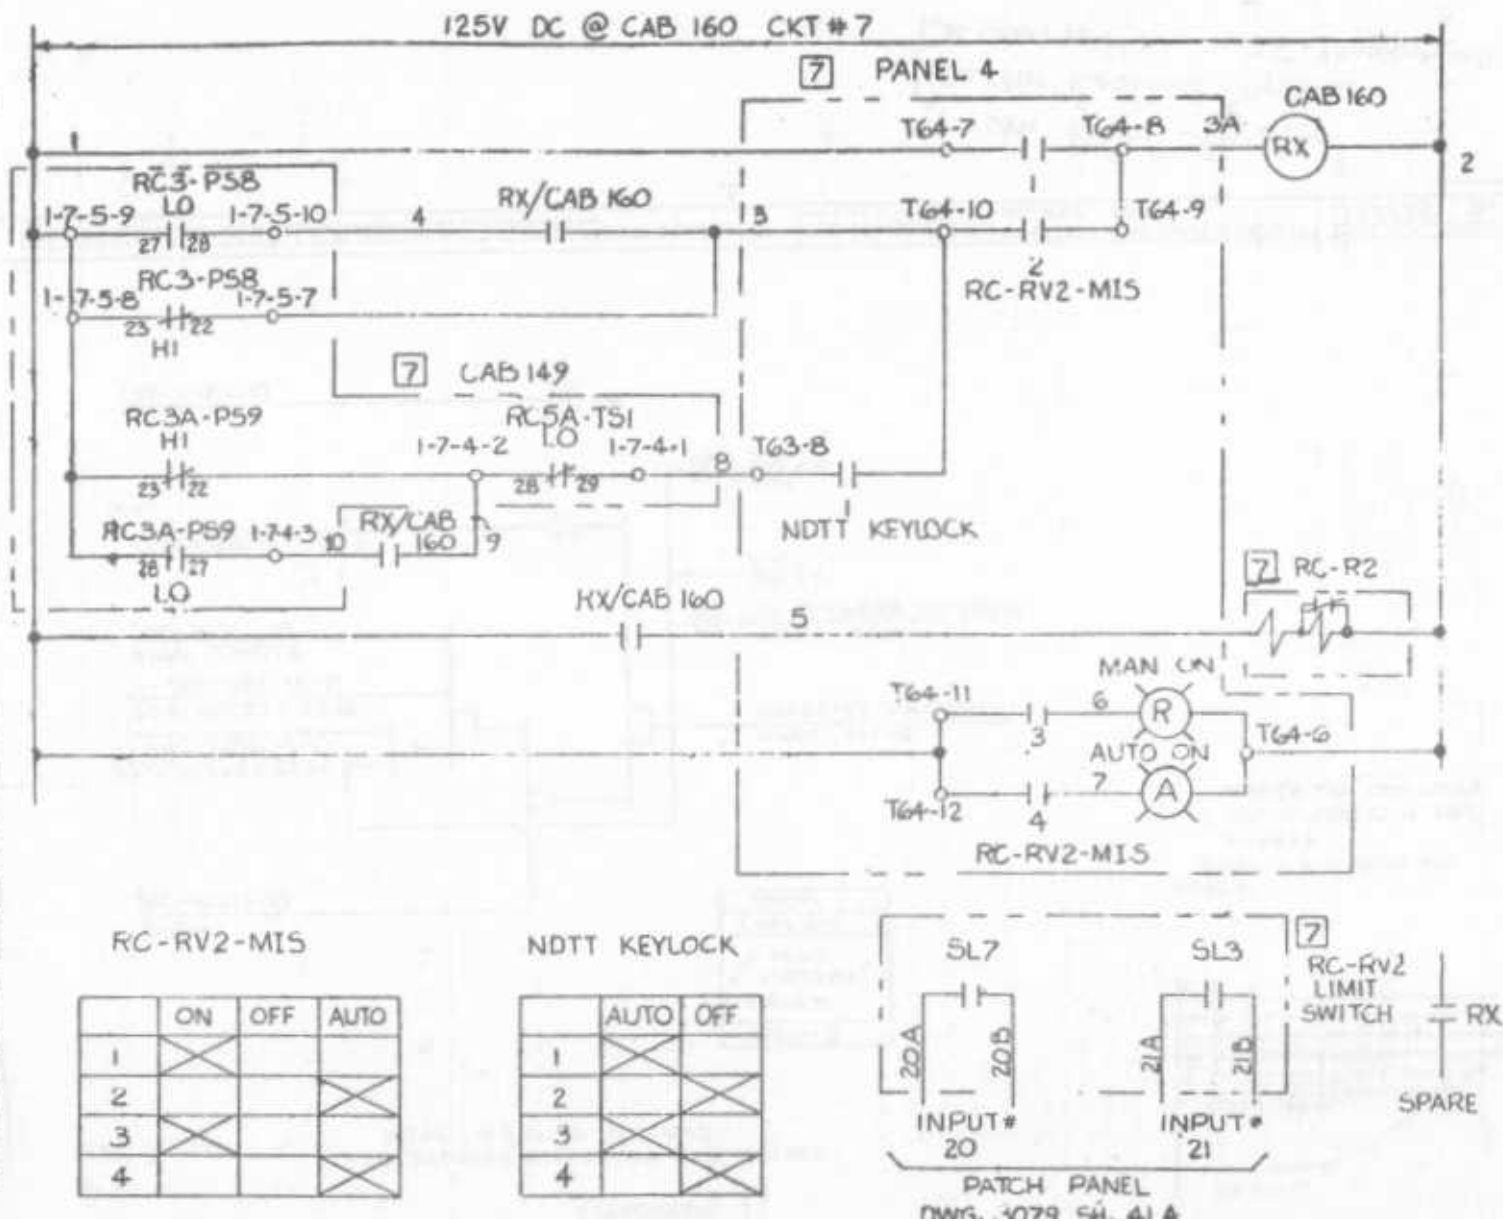 125V DC @ CAB 160 CKT # 7
7 PANEL 4
CAB 160
1
T64-7
T64-8
3A
RX
2
RC3-PS8
LO
1-7-5-9
1-7-5-10
27
28
4
RX/CAB 160
3
T64-10
T64-9
2
RC-RV2-MIS
RC3-PS8
1-7-5-8
1-7-5-7
23
22
HI
7 CAB 149
RC3A-PS9
HI
23
22
RC5A-TS1
LO
1-7-4-2
1-7-4-1
28
29
8
T63-8
1
NDTT KEYLOCK
RC3A-PS9
1-7-4-3
28
27
LO
10
RX/CAB
160
9
RX/CAB 160
5
7 RC-R2
MAN ON
T64-11
6
R
3
AUTO ON
T64-6
7
A
T64-12
4
RC-RV2-MIS
RC-RV2-MIS
ON OFF AUTO
1
2
3
4
NDTT KEYLOCK
AUTO OFF
1
2
3
4
SL7
SL3
7
RC-RV2
LIMIT
SWITCH
20A
20B
21A
21B
INPUT #
20
INPUT #
21
RX
SPARE
PATCH PANEL
DWG. 3079 SH. 41A